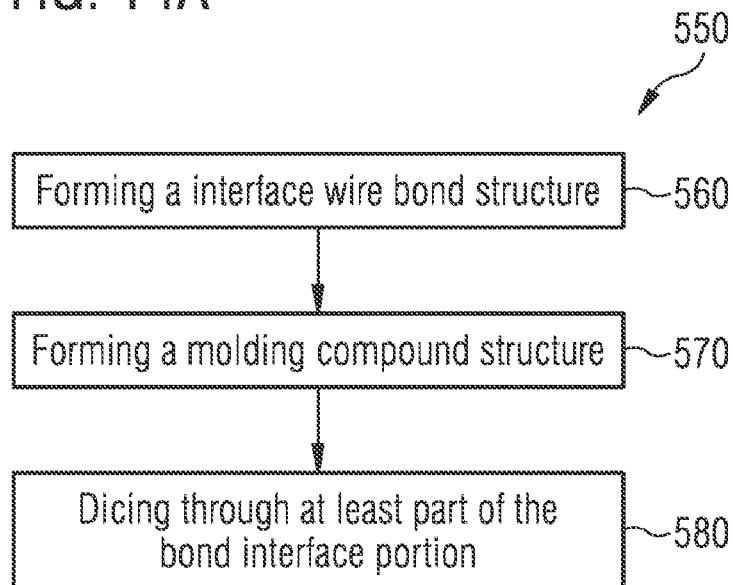 550
Forming a interface wire bond structure
560
Forming a molding compound structure
570
Dicing through at least part of the
bond interface portion
580